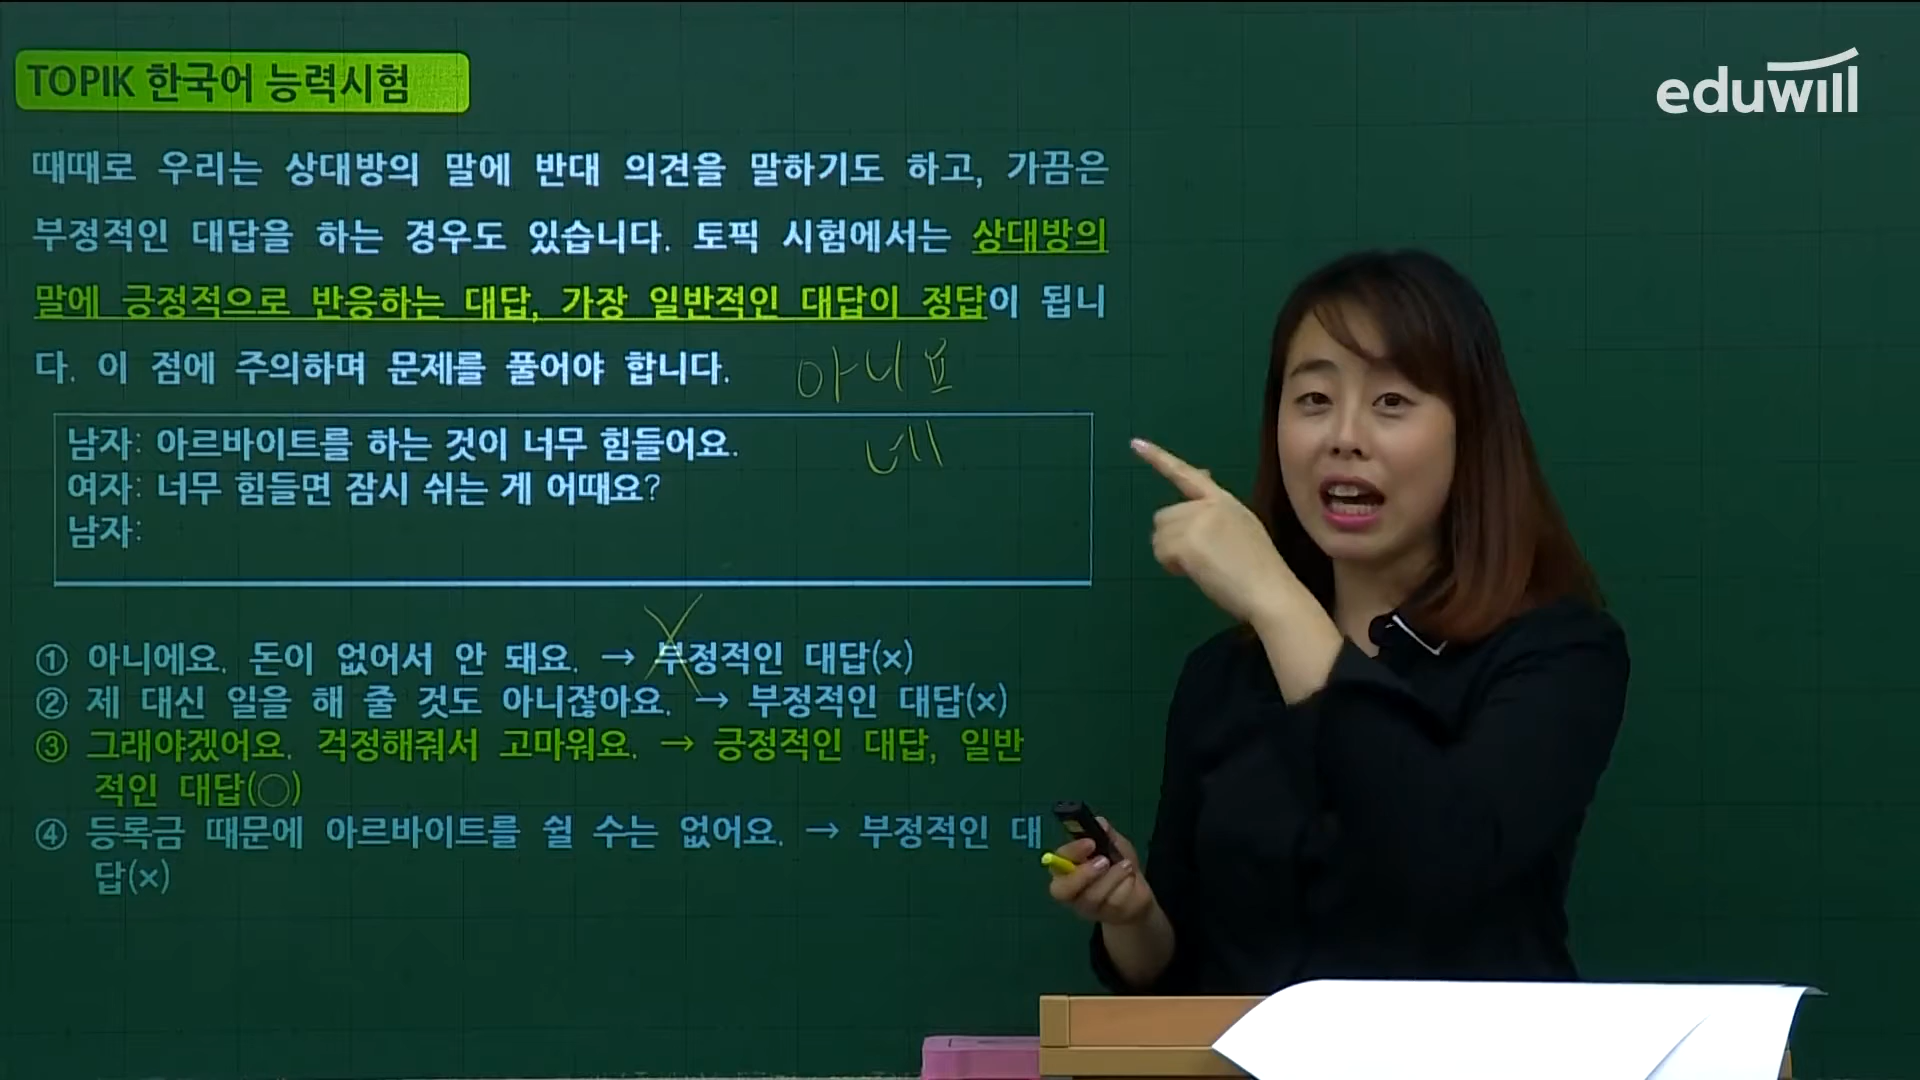 TOPIK 한국어 능력시험
eduwill
때때로 우리는 상대방의 말에 반대 의견을 말하기도 하고, 가끔은
부정적인 대답을 하는 경우도 있습니다. 토픽 시험에서는 상대방의
말에 긍정적으로 반응하는 대답, 가장 일반적인 대답이 정답이 됩니
다. 이 점에 주의하며 문제를 풀어야 합니다.
아니요
네
남자: 아르바이트를 하는 것이 너무 힘들어요.
여자: 너무 힘들면 잠시 쉬는 게 어때요?
남자:
① 아니에요. 돈이 없어서 안 돼요. → 부정적인 대답(×)
② 제 대신 일을 해 줄 것도 아니잖아요. → 부정적인 대답(×)
③ 그래야겠어요. 걱정해줘서 고마워요. → 긍정적인 대답, 일반
적인 대답(○)
④ 등록금 때문에 아르바이트를 쉴 수는 없어요. → 부정적인 대
답(×)